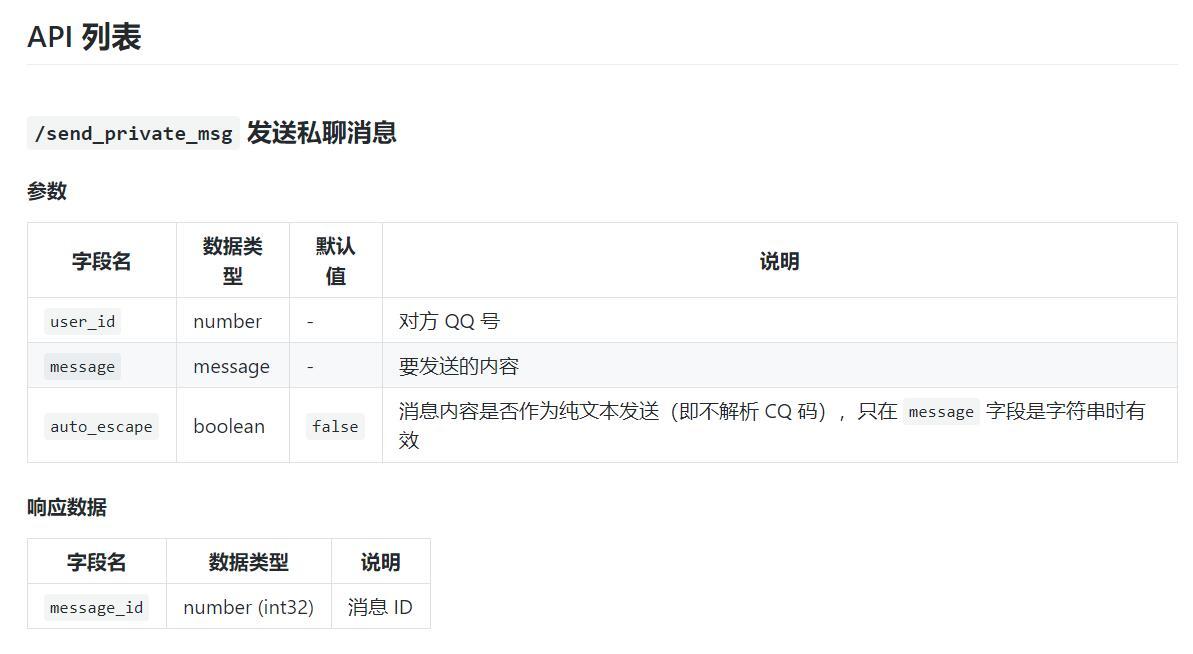 API 列表
/send_private_msg 发送私聊消息
参数
字段名 数据类型 默认值 说明
user_id number - 对方 QQ 号
message message - 要发送的内容
auto_escape boolean false 消息内容是否作为纯文本发送（即不解析 CQ 码），只在 message 字段是字符串时有
效
响应数据
字段名 数据类型 说明
message_id number (int32) 消息 ID